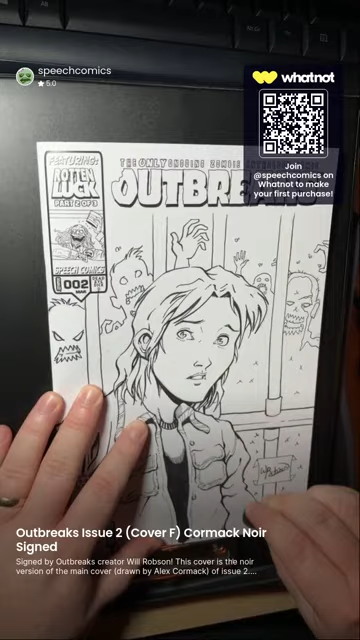 speechcomics
★ 5.0
whatnot
Join
@speechcomics on
Whatnot to make
your first purchase!
FEATURING:
ROTTEN
LUCK
PART 2 OF 3
SPEECH COMICS
002
THE ONLY ONGOING ZOMBIE
OUTBREAKS
Outbreaks Issue 2 (Cover F) Cormack Noir
Signed
Signed by Outbreaks creator Will Robson! This cover is the noir
version of the main cover (drawn by Alex Cormack) of issue 2....